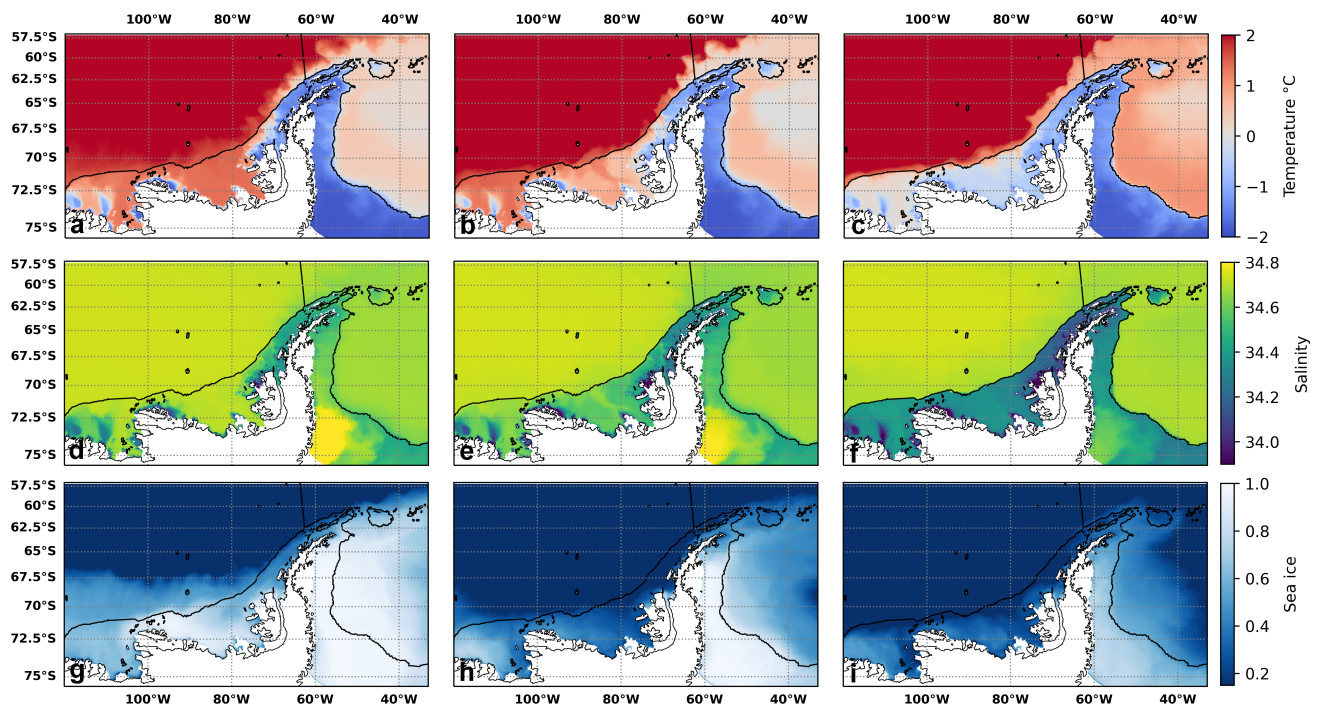 100°W 80°W 60°W 40°W 100°W 80°W 60°W 40°W 100°W 80°W 60°W 40°W
57.5°S
60°S
62.5°S
65°S
67.5°S
70°S
72.5°S
75°S
a b c
2
1
0
−1
−2
Temperature °C
57.5°S
60°S
62.5°S
65°S
67.5°S
70°S
72.5°S
75°S
d e f
34.8
34.6
34.4
34.2
34.0
Salinity
57.5°S
60°S
62.5°S
65°S
67.5°S
70°S
72.5°S
75°S
g h i
1.0
0.8
0.6
0.4
0.2
Sea ice
100°W 80°W 60°W 40°W 100°W 80°W 60°W 40°W 100°W 80°W 60°W 40°W